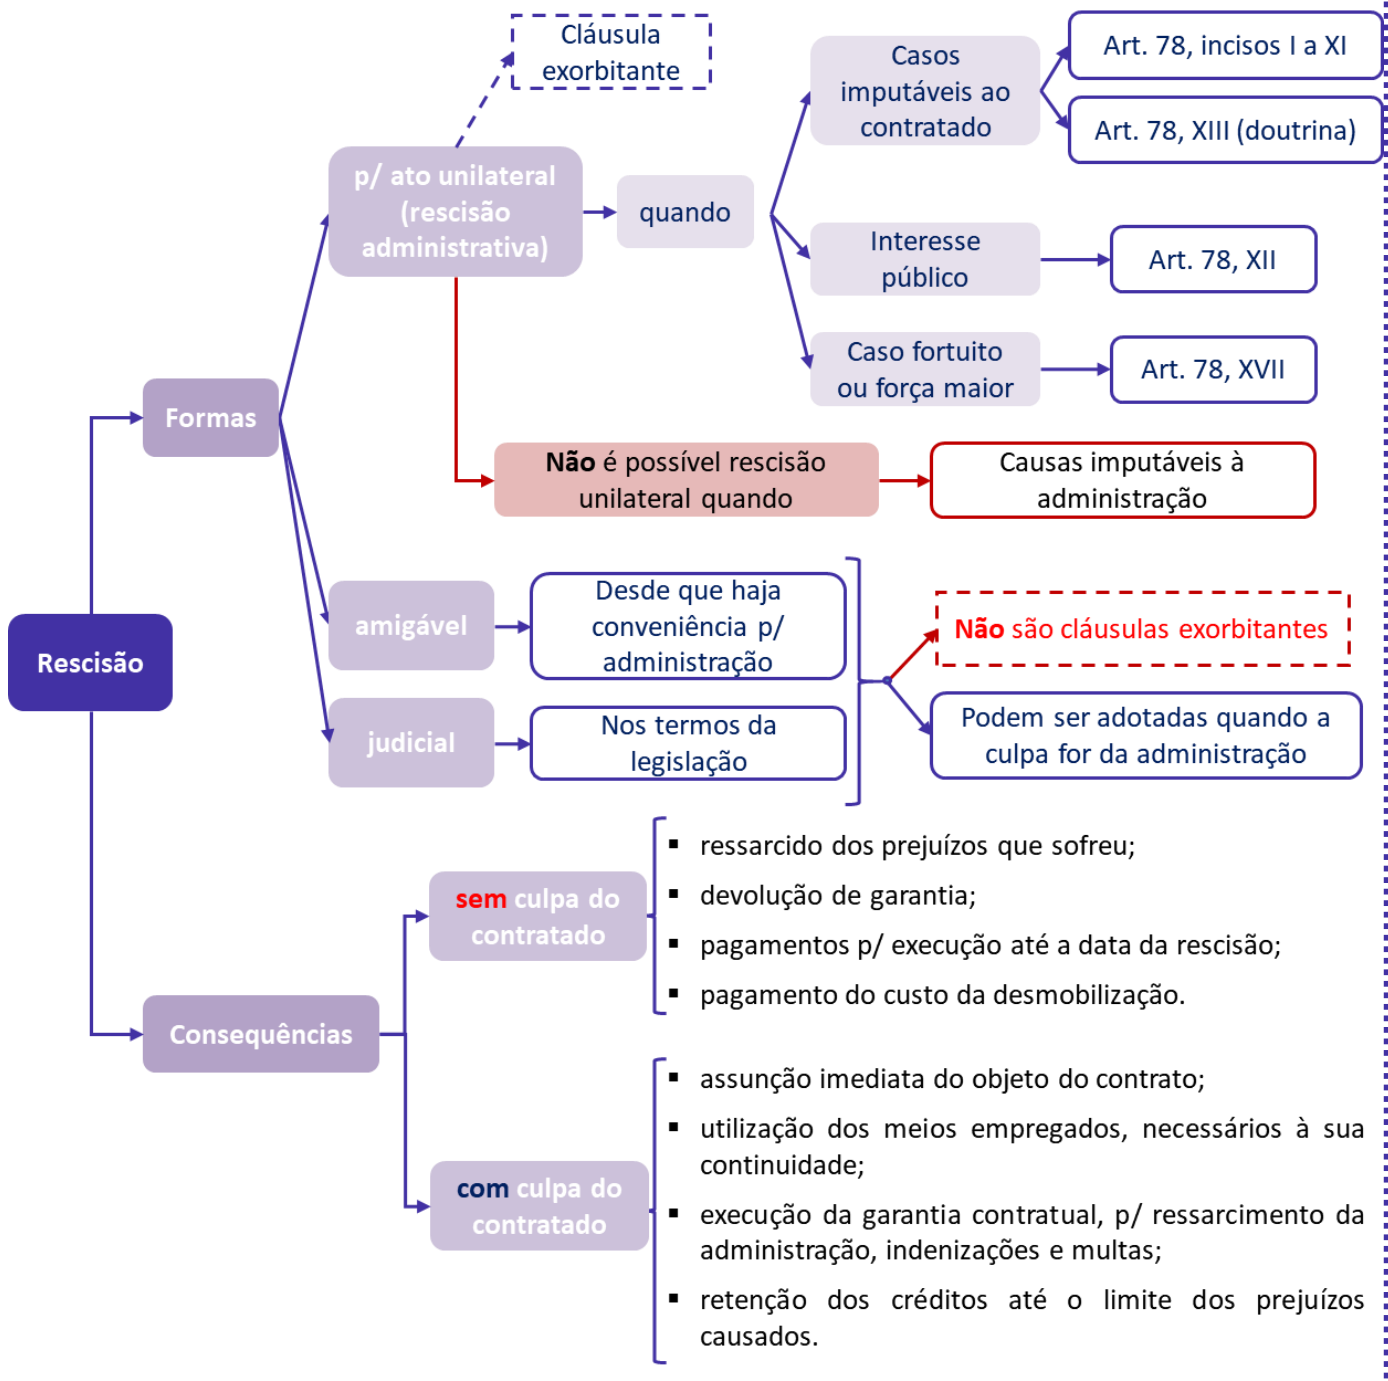 Cláusula
exorbitante
Casos
imputáveis ao
contratado
Art. 78, incisos I a XI
Art. 78, XIII (doutrina)
p/ ato unilateral
(rescisão
administrativa)
quando
Interesse
público
Art. 78, XII
Caso fortuito
ou força maior
Art. 78, XVII
Formas
Não é possível rescisão
unilateral quando
Causas imputáveis à
administração
Rescisão
amigável
Desde que haja
conveniência p/
administração
judicial
Nos termos da
legislação
Não são cláusulas exorbitantes
Podem ser adotadas quando a
culpa for da administração
Consequências
sem culpa do
contratado
▪ ressarcido dos prejuízos que sofreu;
▪ devolução de garantia;
▪ pagamentos p/ execução até a data da rescisão;
▪ pagamento do custo da desmobilização.
com culpa do
contratado
▪ assunção imediata do objeto do contrato;
▪ utilização dos meios empregados, necessários à sua
continuidade;
▪ execução da garantia contratual, p/ ressarcimento da
administração, indenizações e multas;
▪ retenção dos créditos até o limite dos prejuízos
causados.